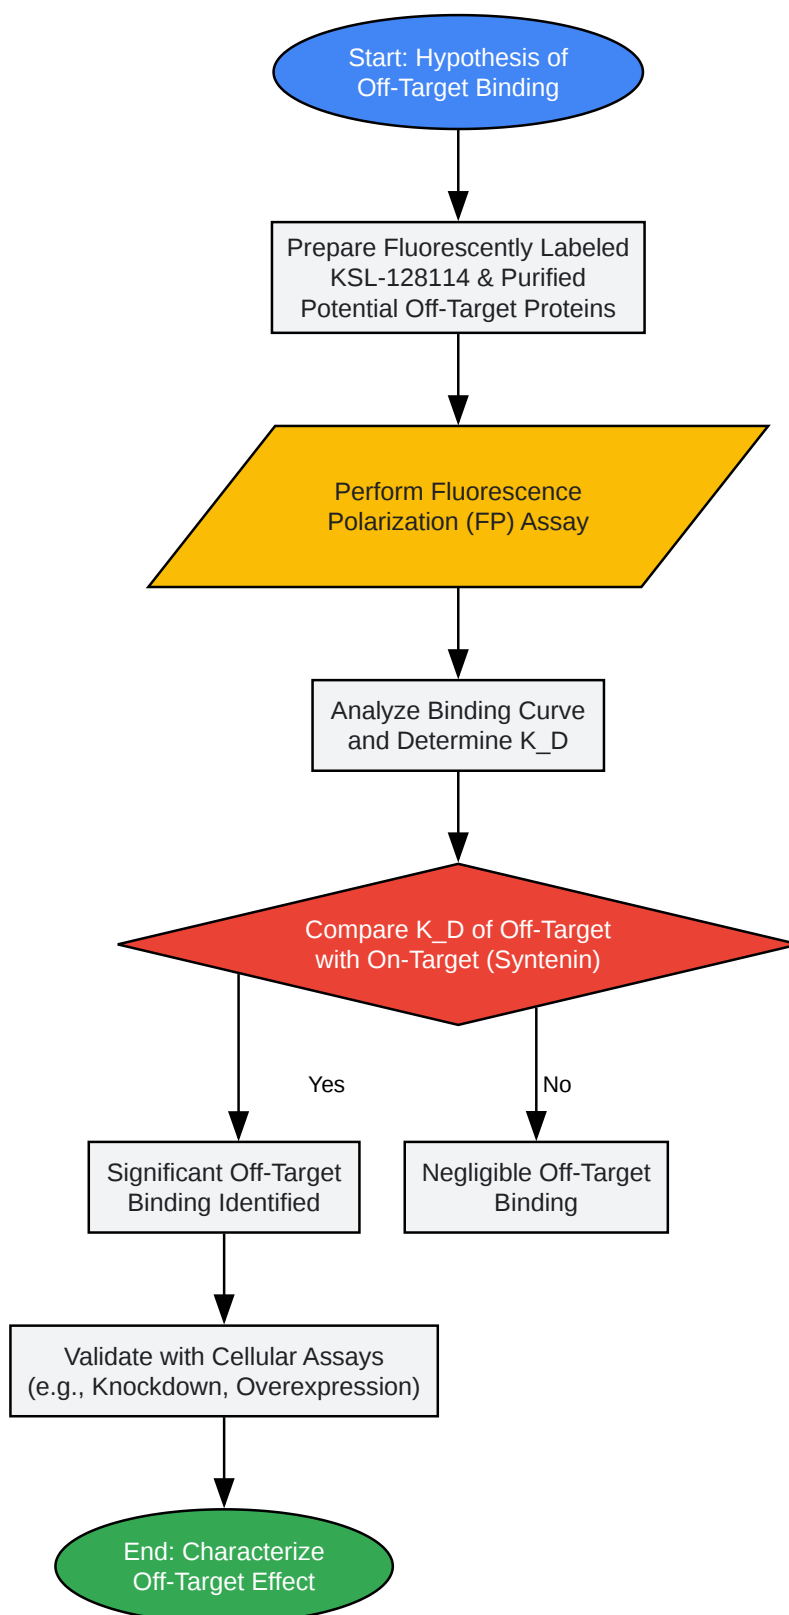 Start: Hypothesis of
Off-Target Binding
Prepare Fluorescently Labeled
KSL-128114 & Purified
Potential Off-Target Proteins
Perform Fluorescence
Polarization (FP) Assay
Analyze Binding Curve
and Determine K_D
Compare K_D of Off-Target
with On-Target (Syntenin)
Yes
No
Significant Off-Target
Binding Identified
Negligible Off-Target
Binding
Validate with Cellular Assays
(e.g., Knockdown, Overexpression)
End: Characterize
Off-Target Effect